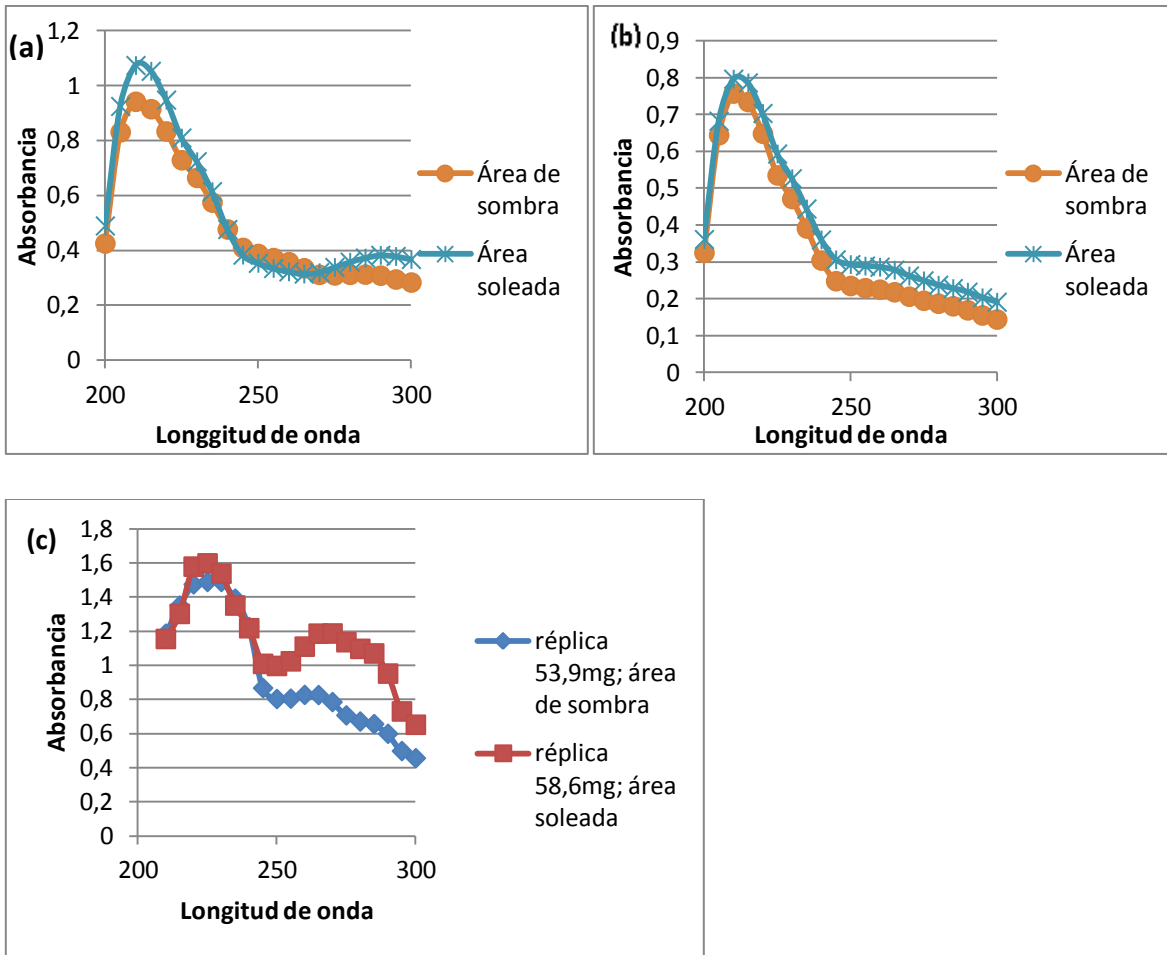 (a)
1,2
1
0,8
0,6
0,4
0,2
0
Absorbancia
200
250
300
Longgitud de onda
Área de
sombra
Área
soleada
(b)
0,9
0,8
0,7
0,6
0,5
0,4
0,3
0,2
0,1
0
Absorbancia
200
250
300
Longitud de onda
Área de
sombra
Área
soleada
(c)
1,8
1,6
1,4
1,2
1
0,8
0,6
0,4
0,2
0
Absorbancia
200
250
300
Longitud de onda
réplica
53,9mg; área
de sombra
réplica
58,6mg; área
soleada